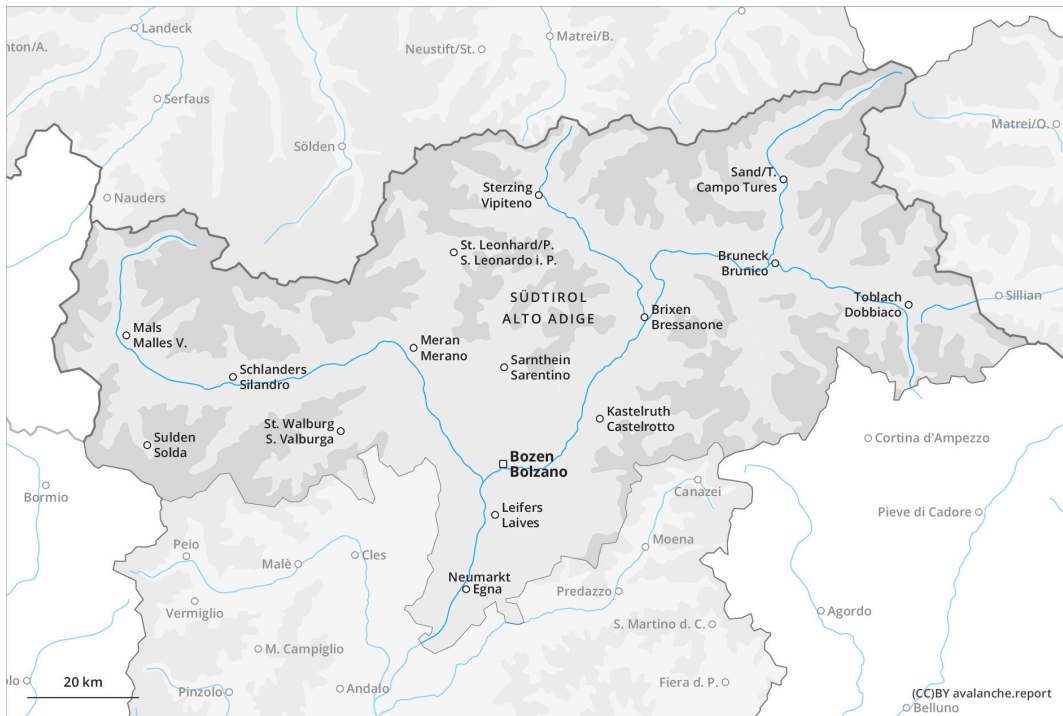 Landeck
nton/A.
Neustift/St.
Matrei/B.
Serfaus
Matrei/O.
Sölden
Nauders
Sterzing
Vipiteno
Sand/T.
Campo Tures
St. Leonhard/P.
S. Leonardo i. P.
Bruneck
Brunico
SÜDTIROL
ALTO ADIGE
Toblach
Dobbiaco
Sillian
Brixen
Bressanone
Mals
Malles V.
Meran
Merano
Schlanders
Silandro
Sarnthein
Sarentino
St. Walburg
S. Valburga
Kastelruth
Castelrotto
Sulden
Solda
Cortina d'Ampezzo
Bozen
Bolzano
Bormio
Canazei
Leifers
Laives
Pieve di Cadore
Peio
Malè
Cles
Moena
Neumarkt
Egna
Predazzo
Vermiglio
Agordo
S. Martino d. C.
M. Campiglio
olo
20 km
Pinzolo
Andalo
Fiera d. P.
(CC)BY avalanche.report
Belluno